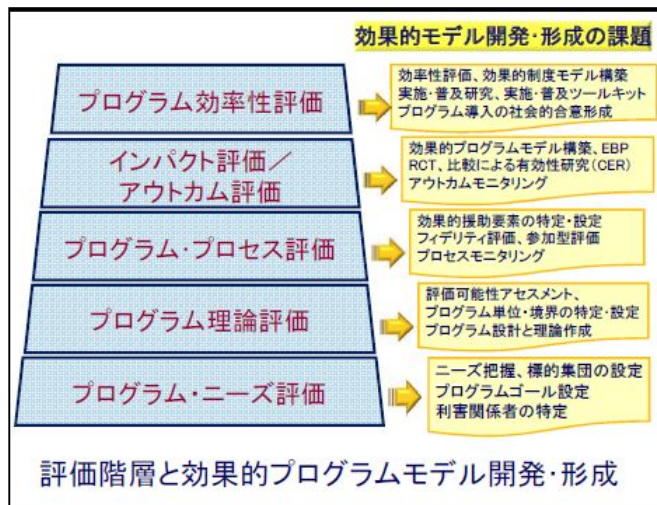 効果的モデル開発・形成の課題
プログラム効率性評価
効率性評価、効果的制度モデル構築
実施・普及研究、実施・普及ツールキット
プログラム導入の社会的合意形成
インパクト評価／
アウトカム評価
効果的プログラムモデル構築、EBP
RCT、比較による有効性研究(CER)
アウトカムモニタリング
プログラム・プロセス評価
効果的援助要素の特定・設定
フィデリティ評価、参加型評価
プロセスモニタリング
プログラム理論評価
評価可能性アセスメント、
プログラム単位・境界の特定・設定
プログラム設計と理論作成
プログラム・ニーズ評価
ニーズ把握、標的集団の設定
プログラムゴール設定
利害関係者の特定
評価階層と効果的プログラムモデル開発・形成